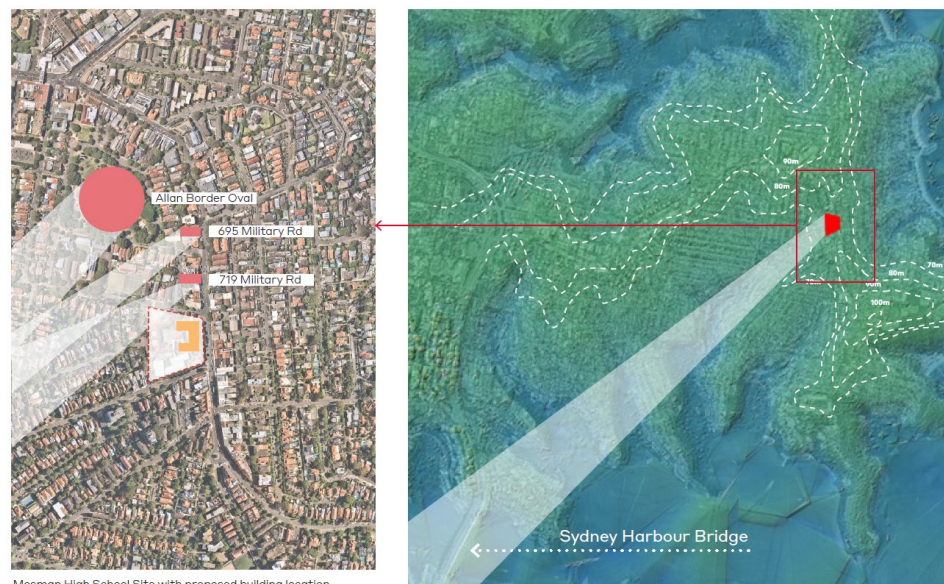 Allan Border Oval
695 Military Rd
719 Military Rd
Mosman High School Site with proposed building location
90m
80m
70m
80m
90m
100m
Sydney Harbour Bridge